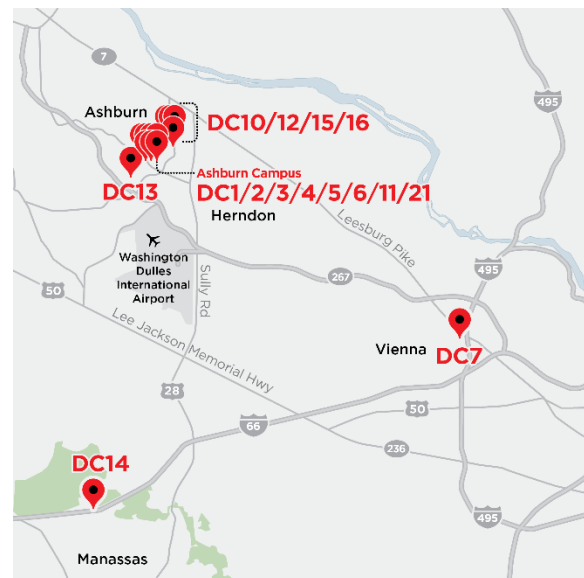 7
495
Ashburn
DC10/12/15/16
Ashburn Campus
DC13
DC1/2/3/4/5/6/11/21
Herndon
Leesburg Pike
Washington
Dulles
International
Airport
Sully Rd
267
495
50
Lee Jackson Memorial Hwy
Vienna
DC7
28
50
66
236
DC14
495
Manassas